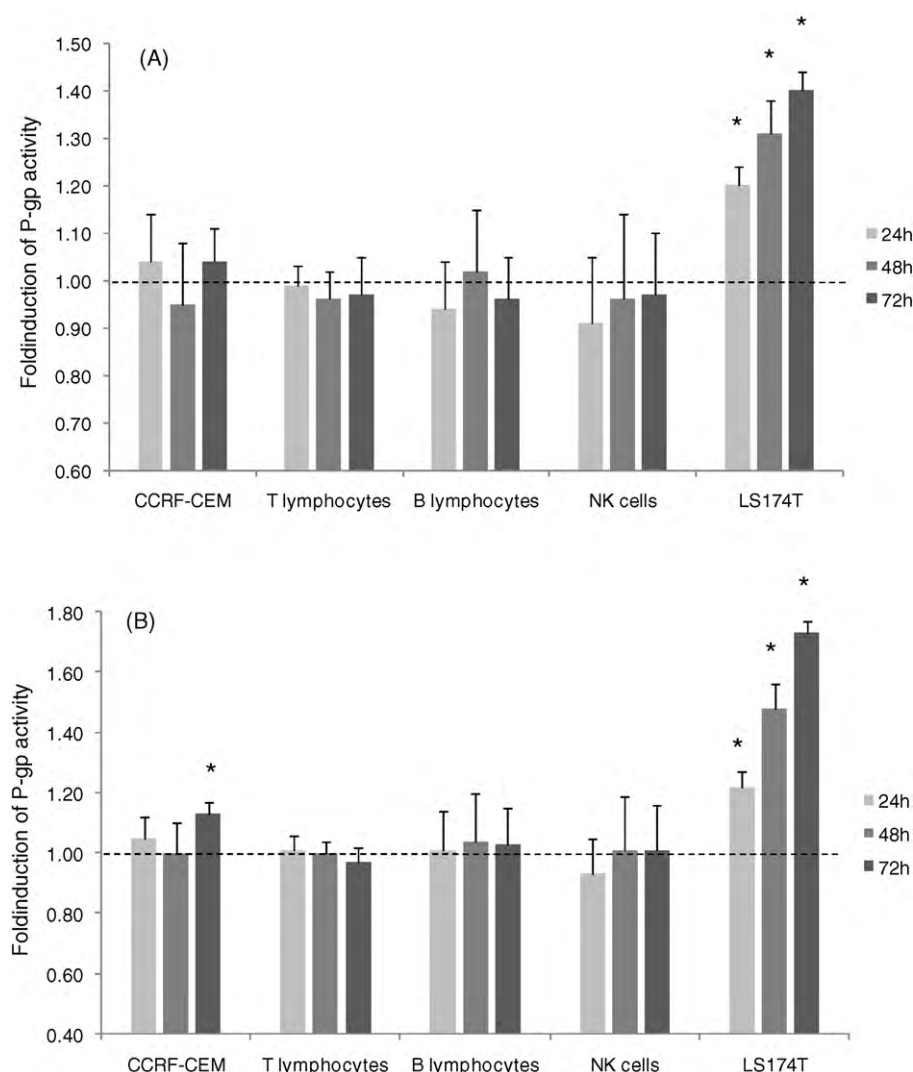 (A)
*
*
*
Foldinduction of P-gp activity
1.50
1.40
1.30
1.20
1.10
1.00
0.90
0.80
0.70
0.60
24h
48h
72h
CCRF-CEM T lymphocytes B lymphocytes NK cells LS174T
(B)
*
*
*
*
Foldinduction of P-gp activity
1.80
1.60
1.40
1.20
1.00
0.80
0.60
0.40
24h
48h
72h
CCRF-CEM T lymphocytes B lymphocytes NK cells LS174T